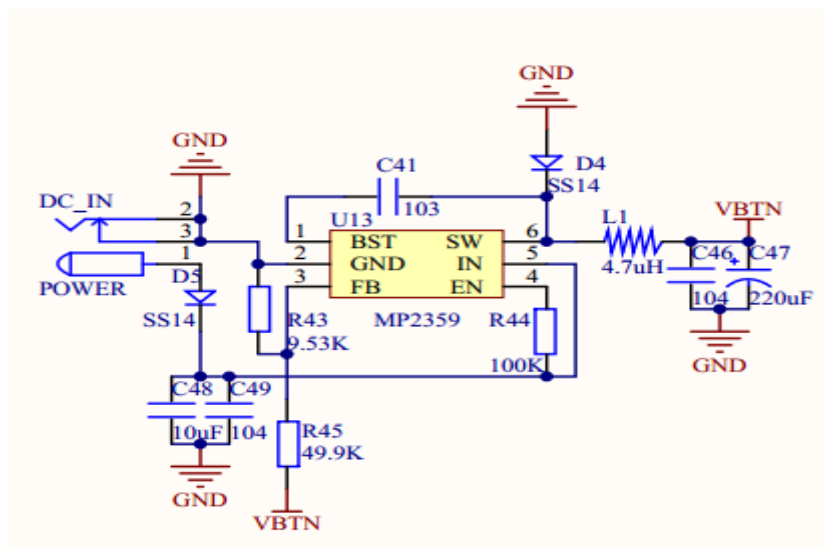 GND
GND
C41
D4
DC_IN
2
103
SS14
U13
VBTN
3
1
BST
SW
6
L1
2
GND
IN
5
C46
C47
1
D5
3
FB
EN
4
4.7uH
POWER
104
220uF
SS14
R43
MP2359
R44
9.53K
100K
GND
C48
C49
10uF
104
R45
49.9K
GND
VBTN